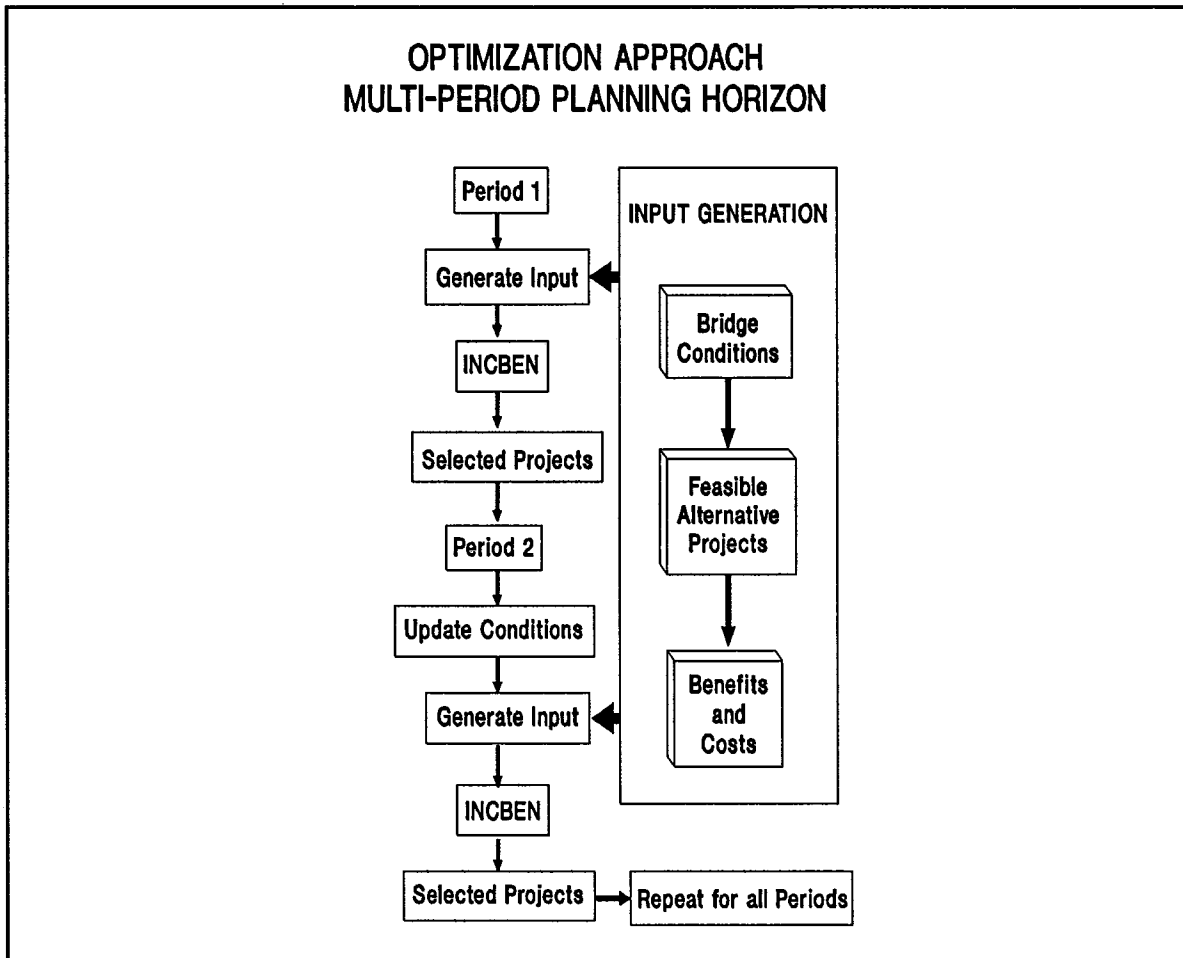 OPTIMIZATION APPROACH
MULTI-PERIOD PLANNING HORIZON
Period 1
Generate Input
INCBEN
Selected Projects
Period 2
Update Conditions
Generate Input
INCBEN
Selected Projects
Repeat for all Periods
INPUT GENERATION
Bridge
Conditions
Feasible
Alternative
Projects
Benefits
and
Costs